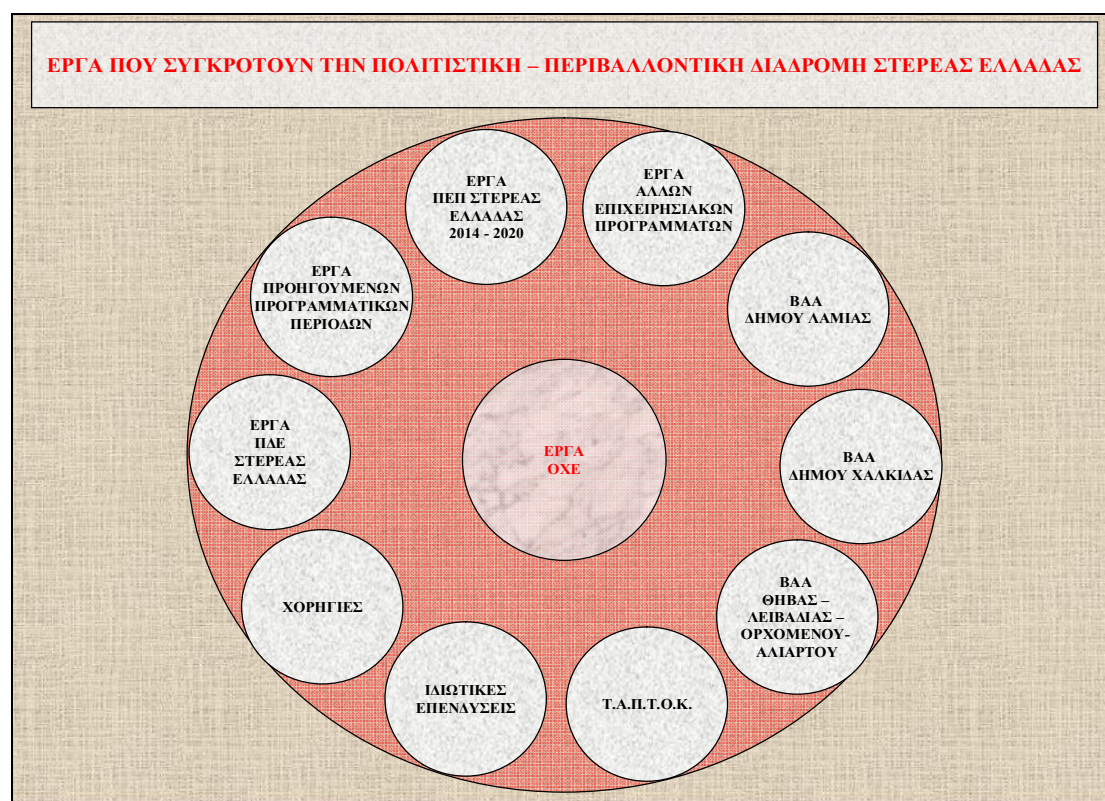 ΕΡΓΑ ΠΟΥ ΣΥΓΚΡΟΤΟΥΝ ΤΗΝ ΠΟΛΙΤΙΣΤΙΚΗ – ΠΕΡΙΒΑΛΛΟΝΤΙΚΗ ΔΙΑΔΡΟΜΗ ΣΤΕΡΕΑΣ ΕΛΛΑΔΑΣ
ΕΡΓΑ
ΠΕΠ ΣΤΕΡΕΑΣ
ΕΛΛΑΔΑΣ
2014 - 2020
ΕΡΓΑ
ΑΛΛΩΝ
ΕΠΙΧΕΙΡΗΣΙΑΚΩΝ
ΠΡΟΓΡΑΜΜΑΤΩΝ
ΕΡΓΑ
ΠΡΟΗΓΟΥΜΕΝΩΝ
ΠΡΟΓΡΑΜΜΑΤΙΚΩΝ
ΠΕΡΙΟΔΩΝ
ΒΑΑ
ΔΗΜΟΥ ΛΑΜΙΑΣ
ΕΡΓΑ
ΠΔΕ
ΣΤΕΡΕΑΣ
ΕΛΛΑΔΑΣ
ΕΡΓΑ
ΟΧΕ
ΒΑΑ
ΔΗΜΟΥ ΧΑΛΚΙΔΑΣ
ΧΟΡΗΓΙΕΣ
ΒΑΑ
ΘΗΒΑΣ –
ΛΕΙΒΑΔΙΑΣ –
ΟΡΧΟΜΕΝΟΥ-
ΑΛΙΑΡΤΟΥ
ΙΔΙΩΤΙΚΕΣ
ΕΠΕΝΔΥΣΕΙΣ
Τ.Α.Π.Τ.Ο.Κ.